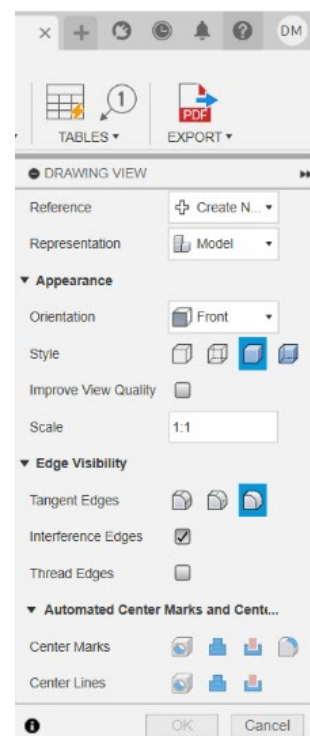 DM
1
PDF
TABLES
EXPORT
DRAWING VIEW
Reference Create N...
Representation Model
Appearance
Orientation Front
Style
Improve View Quality
Scale 1:1
Edge Visibility
Tangent Edges
Interference Edges
Thread Edges
Automated Center Marks and Cente...
Center Marks
Center Lines
OK Cancel